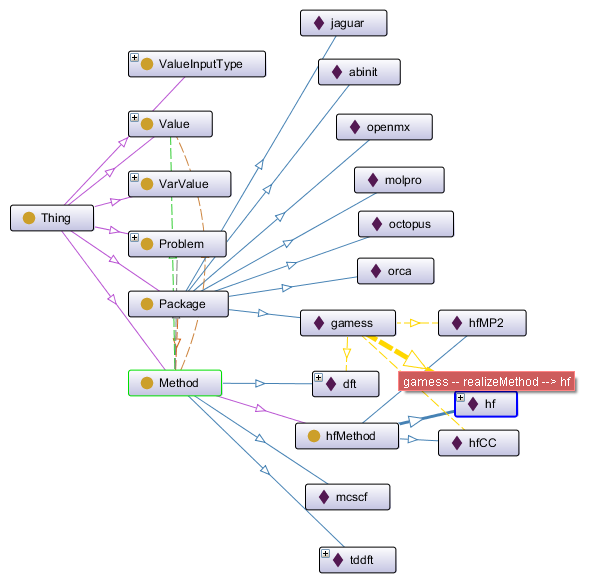 jaguar
ValueInputType
abinit
Value
openmx
VarValue
molpro
Thing
octopus
Problem
orca
Package
gamess
hfMP2
Method
dft
gamess -- realizeMethod --> hf
hf
hfMethod
hfCC
mcscf
tddft